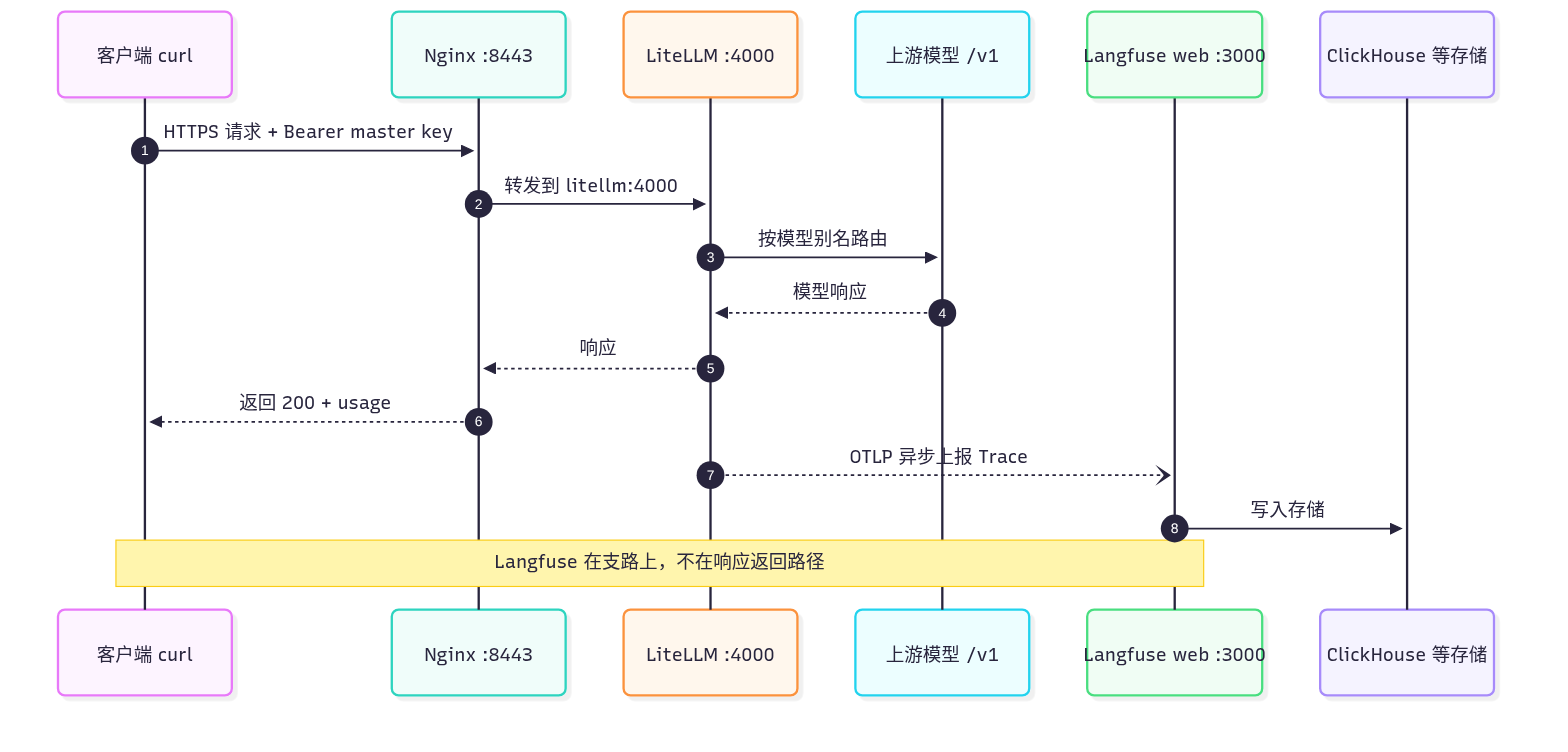 客户端 curl
Nginx :8443
LiteLLM :4000
上游模型 /v1
Langfuse web :3000
ClickHouse 等存储
HTTPS 请求 + Bearer master key
1
转发到 litellm:4000
2
按模型别名路由
3
模型响应
4
响应
5
返回 200 + usage
6
OTLP 异步上报 Trace
7
写入存储
8
Langfuse 在支路上，不在响应返回路径
客户端 curl
Nginx :8443
LiteLLM :4000
上游模型 /v1
Langfuse web :3000
ClickHouse 等存储